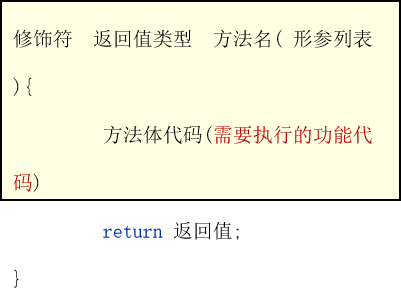 修饰符  返回值类型  方法名( 形参列表
){
方法体代码(需要执行的功能代
码)
return 返回值;
}